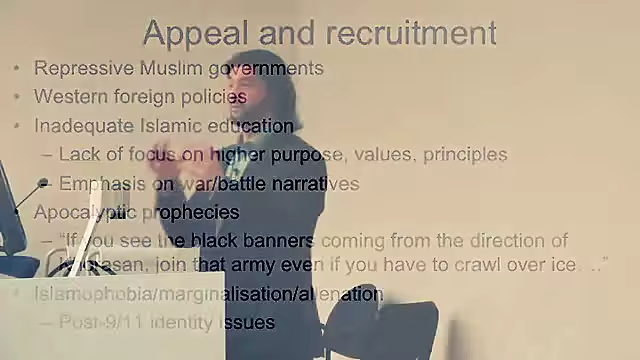 Appeal and recruitment
• Repressive Muslim governments
• Western foreign policies
• Inadequate Islamic education
– Lack of focus on higher purpose, values, principles
– Emphasis on war/battle narratives
• Apocalyptic prophecies
– "If you see the black banners coming from the direction of
Khorasan, join that army even if you have to crawl over ice…"
• Islamophobia/marginalisation/alienation
– Post-9/11 identity issues